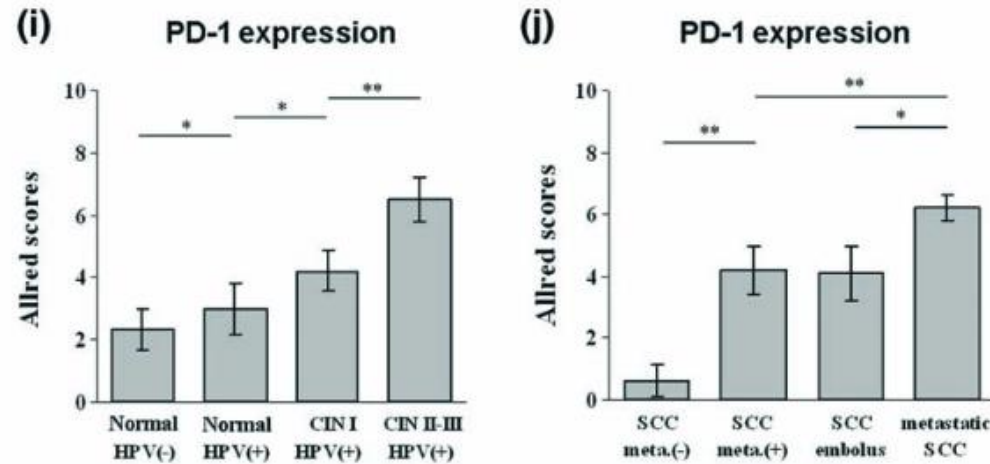 (i)
PD-1 expression
Allred scores
10
8
6
4
2
0
*
*
**
Normal HPV(-)
Normal HPV(+)
CIN I HPV(+)
CIN II-III HPV(+)
(j)
PD-1 expression
Allred scores
10
8
6
4
2
0
**
**
*
SCC meta.(-)
SCC meta.(+)
SCC embolus
metastatic SCC